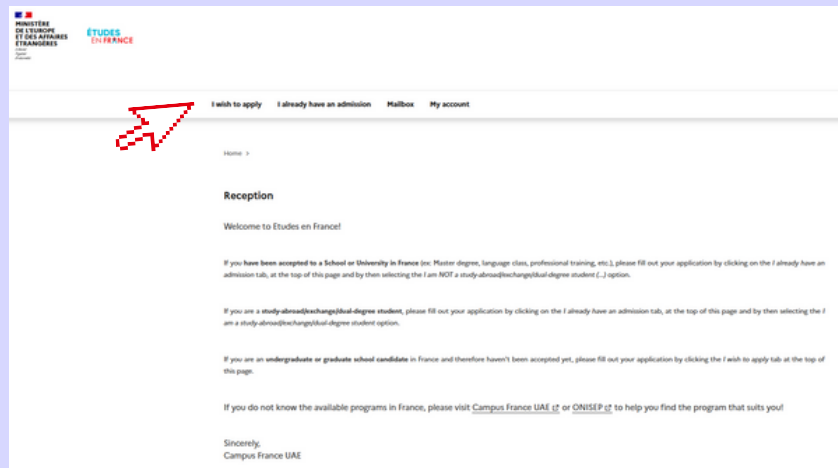 MINISTÈRE
DE L'EUROPE
ET DES AFFAIRES
ÉTRANGÈRES
ÉTUDES
EN FRANCE
I wish to apply I already have an admission Mailbox My account
Home >
Reception
Welcome to Etudes en France!
If you have been accepted to a School or University in France (ex: Master degree, language class, professional training, etc.), please fill out your application by clicking on the I already have an
admission tab, at the top of this page and by then selecting the I am NOT a study-abroad/exchange/dual-degree student (...) option.
If you are a study-abroad/exchange/dual-degree student, please fill out your application by clicking on the I already have an admission tab, at the top of this page and by then selecting the I
am a study-abroad/exchange/dual-degree student option.
If you are an undergraduate or graduate school candidate in France and therefore haven't been accepted yet, please fill out your application by clicking the I wish to apply tab at the top of
this page.
If you do not know the available programs in France, please visit Campus France UAE or ONISEP to help you find the program that suits you!
Sincerely,
Campus France UAE